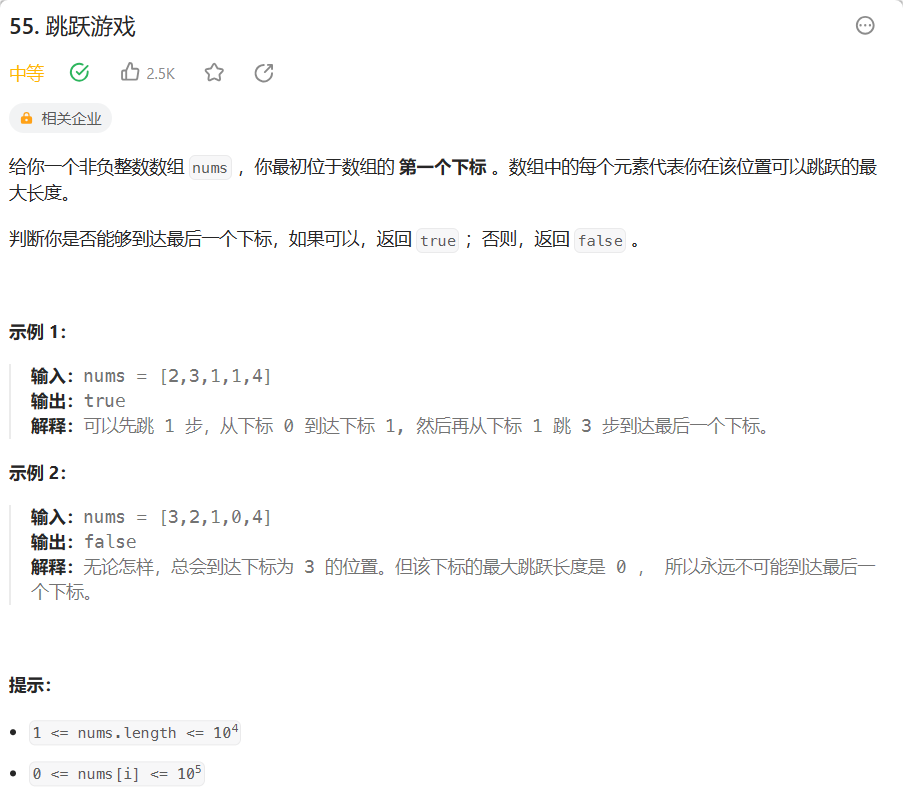 55. 跳跃游戏
中等 2.5K
相关企业
给你一个非负整数数组 nums ，你最初位于数组的 第一个下标 。数组中的每个元素代表你在该位置可以跳跃的最
大长度。
判断你是否能够到达最后一个下标，如果可以，返回 true ；否则，返回 false 。
示例 1：
输入：nums = [2,3,1,1,4]
输出：true
解释：可以先跳 1 步，从下标 0 到达下标 1, 然后再从下标 1 跳 3 步到达最后一个下标。
示例 2：
输入：nums = [3,2,1,0,4]
输出：false
解释：无论怎样，总会到达下标为 3 的位置。但该下标的最大跳跃长度是 0 ， 所以永远不可能到达最后一
个下标。
提示：
1 <= nums.length <= 10⁴
0 <= nums[i] <= 10⁵